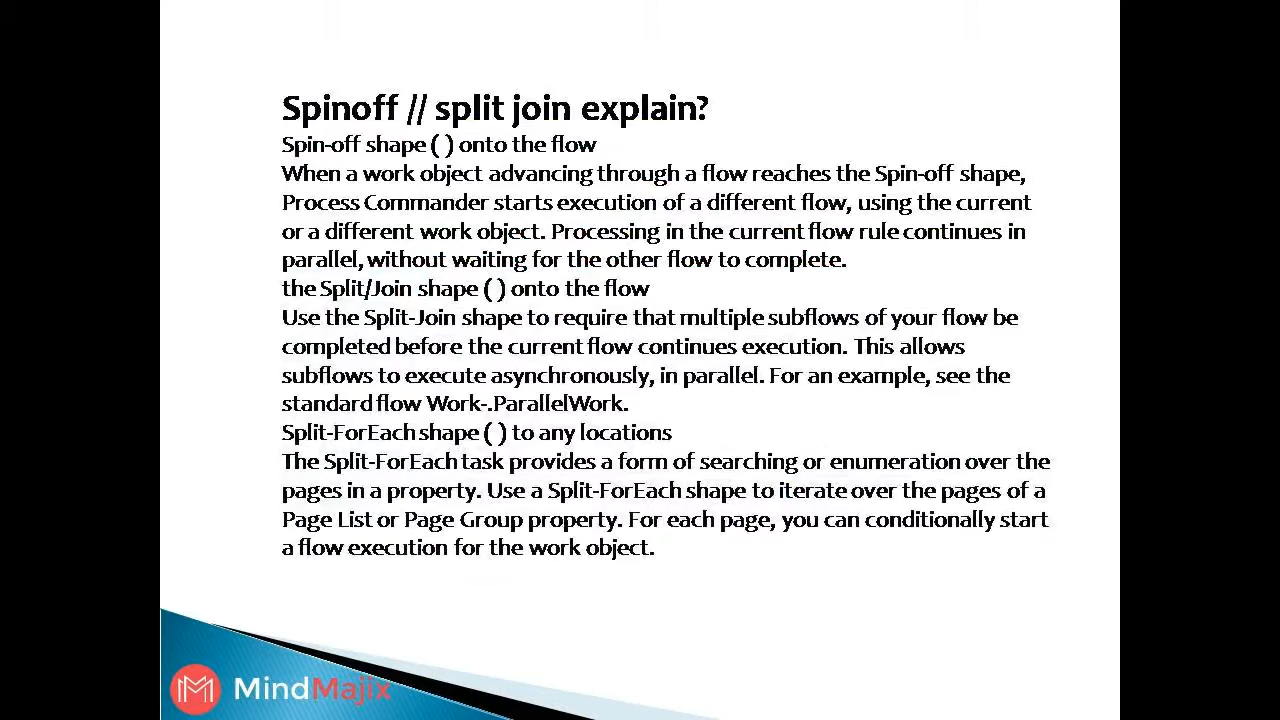 Spinoff // split join explain?
Spin-off shape ( ) onto the flow
When a work object advancing through a flow reaches the Spin-off shape,
Process Commander starts execution of a different flow, using the current
or a different work object. Processing in the current flow rule continues in
parallel, without waiting for the other flow to complete.
the Split/Join shape ( ) onto the flow
Use the Split-Join shape to require that multiple subflows of your flow be
completed before the current flow continues execution. This allows
subflows to execute asynchronously, in parallel. For an example, see the
standard flow Work-.ParallelWork.
Split-ForEach shape ( ) to any locations
The Split-ForEach task provides a form of searching or enumeration over the
pages in a property. Use a Split-ForEach shape to iterate over the pages of a
Page List or Page Group property. For each page, you can conditionally start
a flow execution for the work object.
MindMajix